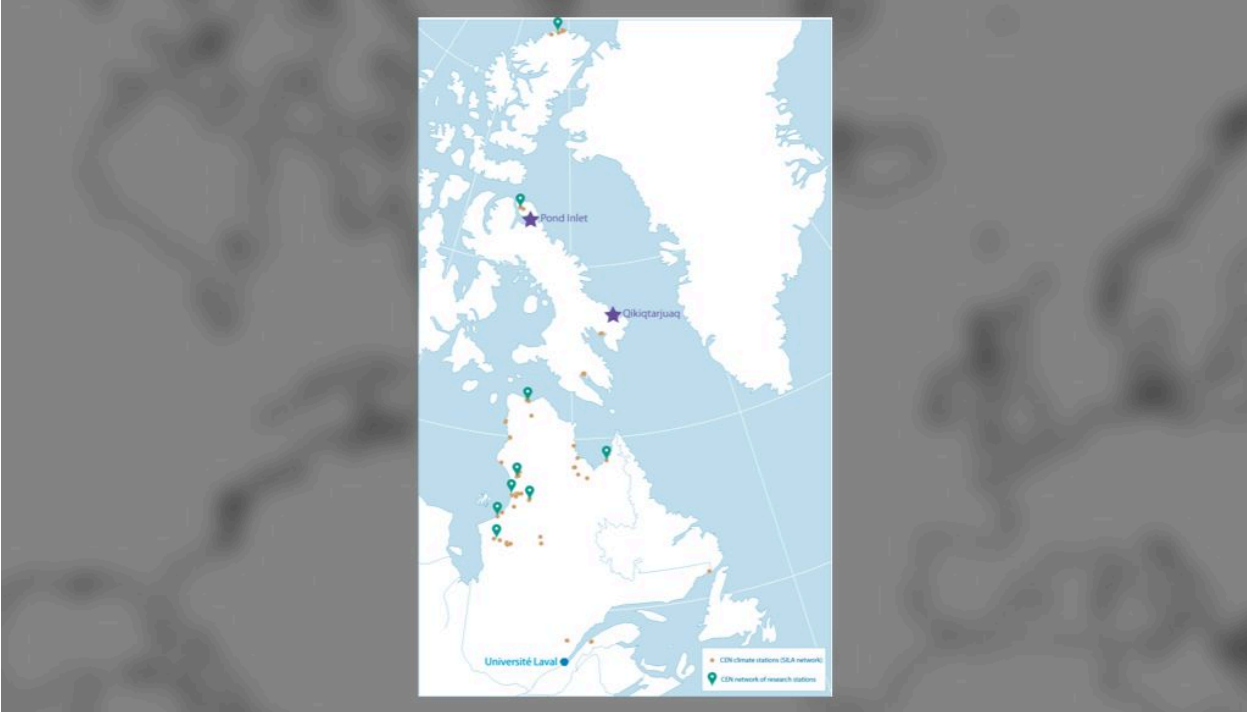 Pond Inlet
Qikiqtarjuaq
Université Laval
CEN climate stations (SILA network)
CEN network of research stations